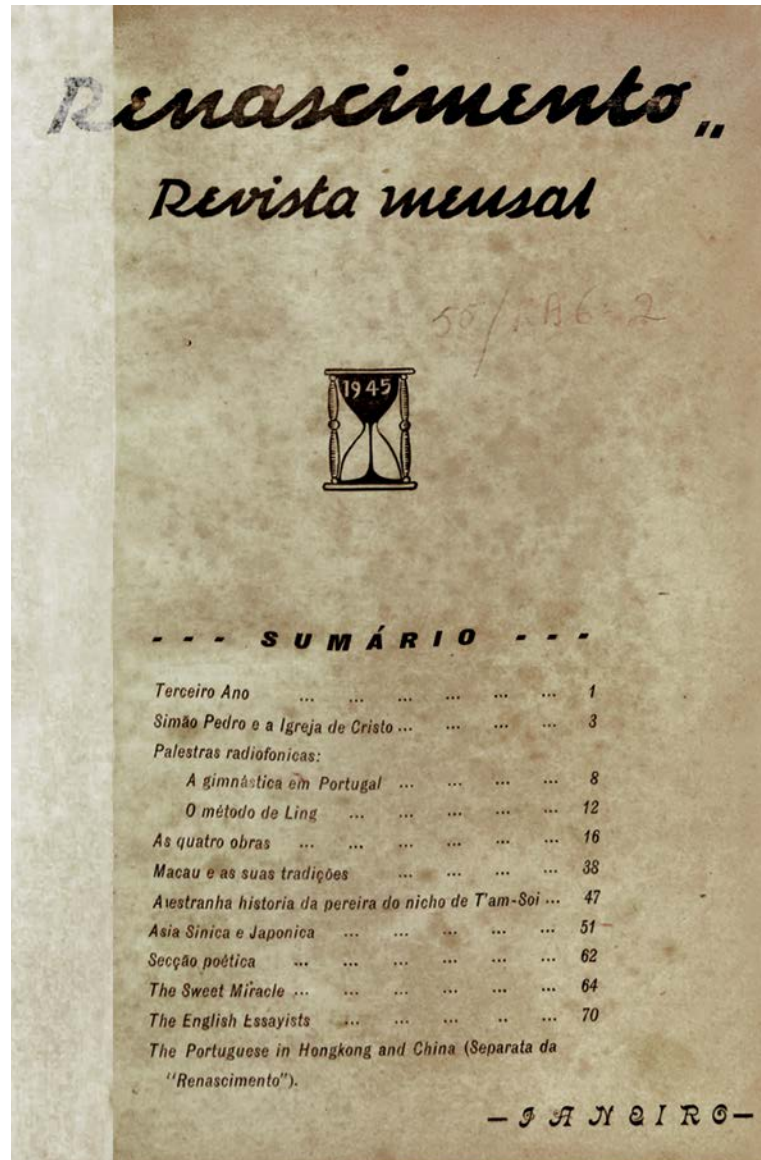 Renascimento„
Revista mensal
1945
--- SUMÁRIO ---
Terceiro Ano ... ... ... ... ... ... 1
Simão Pedro e a Igreja de Cristo ... ... ... ... 3
Palestras radiofonicas:
A gimnástica em Portugal ... ... ... ... 8
O método de Ling ... ... ... ... ... 12
As quatro obras ... ... ... ... ... ... 16
Macau e as suas tradições ... ... ... ... 38
A estranha historia da pereira do nicho de T'am-Soi ... 47
Asia Sinica e Japonica ... ... ... ... ... 51
Secção poética ... ... ... ... ... ... 62
The Sweet Miracle ... ... ... ... ... ... 64
The English Essayists ... ... ... .. ... 70
The Portuguese in Hongkong and China (Separata da
"Renascimento").
—JANEIRO—